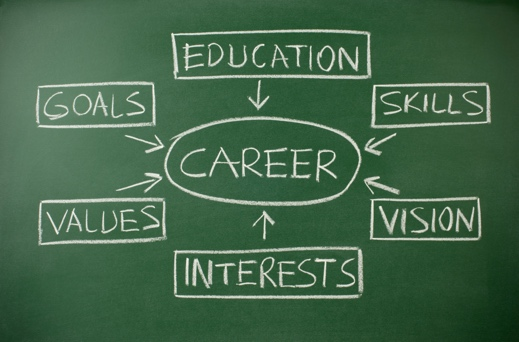 EDUCATION
GOALS
SKILLS
CAREER
VALUES
VISION
INTERESTS